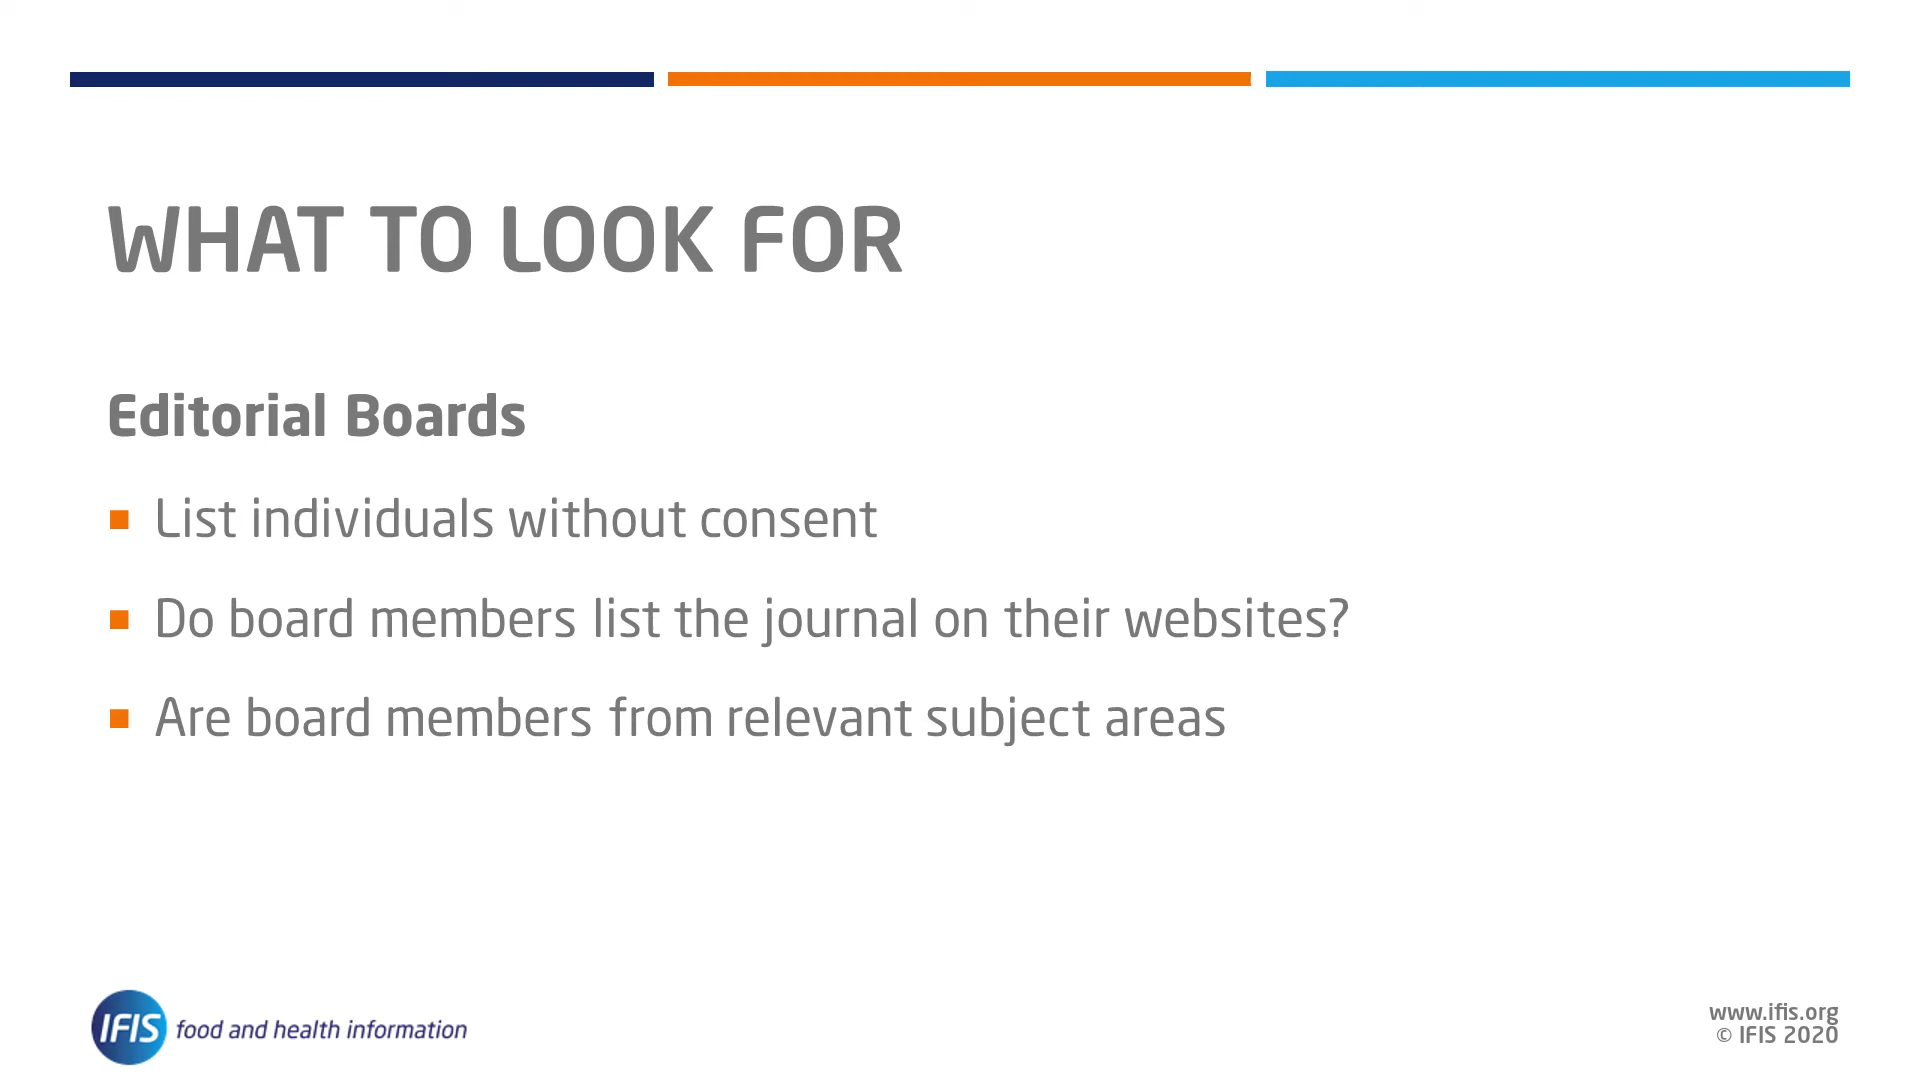 WHAT TO LOOK FOR
Editorial Boards
List individuals without consent
Do board members list the journal on their websites?
Are board members from relevant subject areas
IFIS food and health information
www.ifis.org
© IFIS 2020